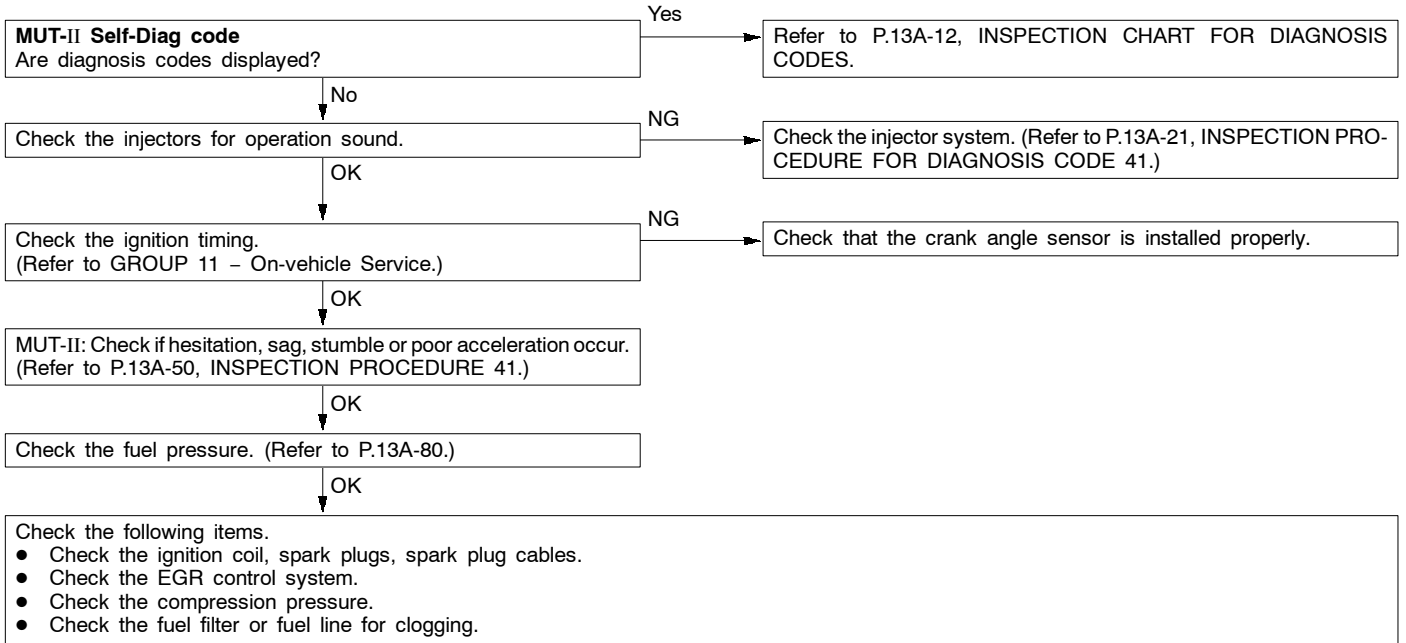 MUT-II Self-Diag code
Are diagnosis codes displayed?
Yes
Refer to P.13A-12, INSPECTION CHART FOR DIAGNOSIS
CODES.
No
Check the injectors for operation sound.
NG
Check the injector system. (Refer to P.13A-21, INSPECTION PRO-
CEDURE FOR DIAGNOSIS CODE 41.)
OK
Check the ignition timing.
(Refer to GROUP 11 – On-vehicle Service.)
NG
Check that the crank angle sensor is installed properly.
OK
MUT-II: Check if hesitation, sag, stumble or poor acceleration occur.
(Refer to P.13A-50, INSPECTION PROCEDURE 41.)
OK
Check the fuel pressure. (Refer to P.13A-80.)
OK
Check the following items.
● Check the ignition coil, spark plugs, spark plug cables.
● Check the EGR control system.
● Check the compression pressure.
● Check the fuel filter or fuel line for clogging.